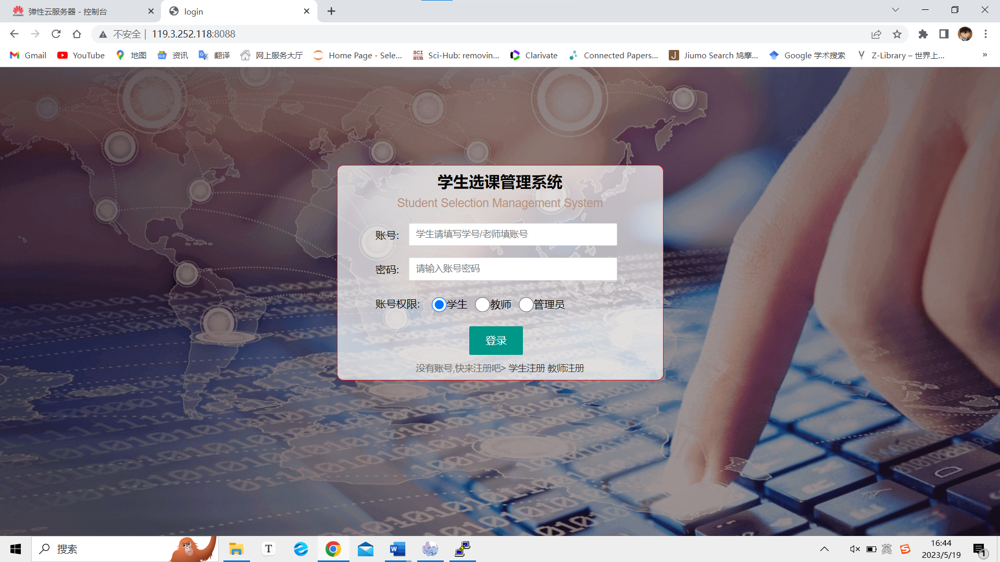 弹性云服务器 - 控制台
login
不安全 | 119.3.252.118:8088
Gmail
YouTube
地图
资讯
翻译
网上服务大厅
Home Page - Sele...
SCI HUB
Sci-Hub: removin...
Clarivate
Connected Papers...
Jiumo Search 鸠摩...
Google 学术搜索
Z-Library – 世界上...
»
学生选课管理系统
Student Selection Management System
账号:
学生请填写学号/老师填账号
密码:
请输入账号密码
账号权限:
学生
教师
管理员
登录
没有账号,快来注册吧> 学生注册 教师注册
搜索
英
16:44
2023/5/19
1